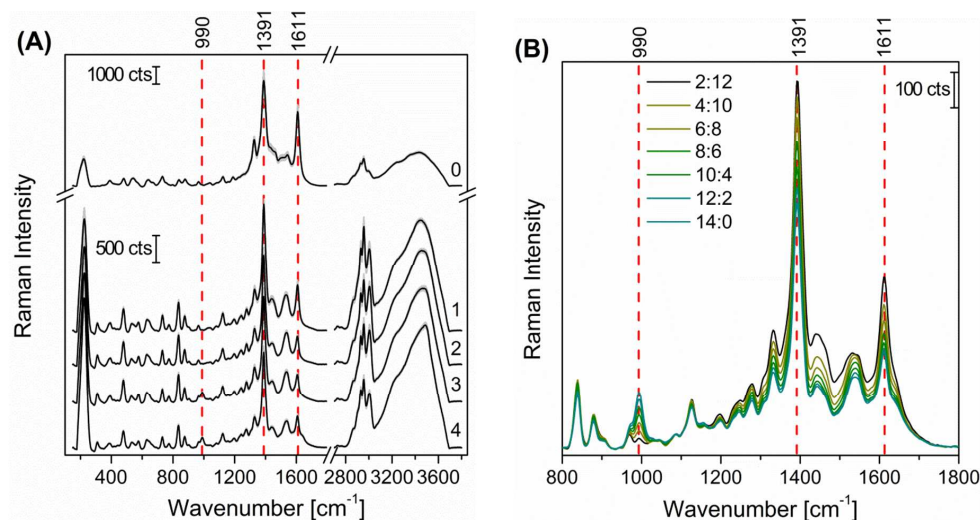 (A)
990
1391
1611
1000 cts
0
500 cts
1
2
3
4
Raman Intensity
400 800 1200 1600 2800 3200 3600
Wavenumber [cm-1]
(B)
990
1391
1611
2:12
4:10
6:8
8:6
10:4
12:2
14:0
100 cts
Raman Intensity
800 1000 1200 1400 1600 1800
Wavenumber [cm-1]